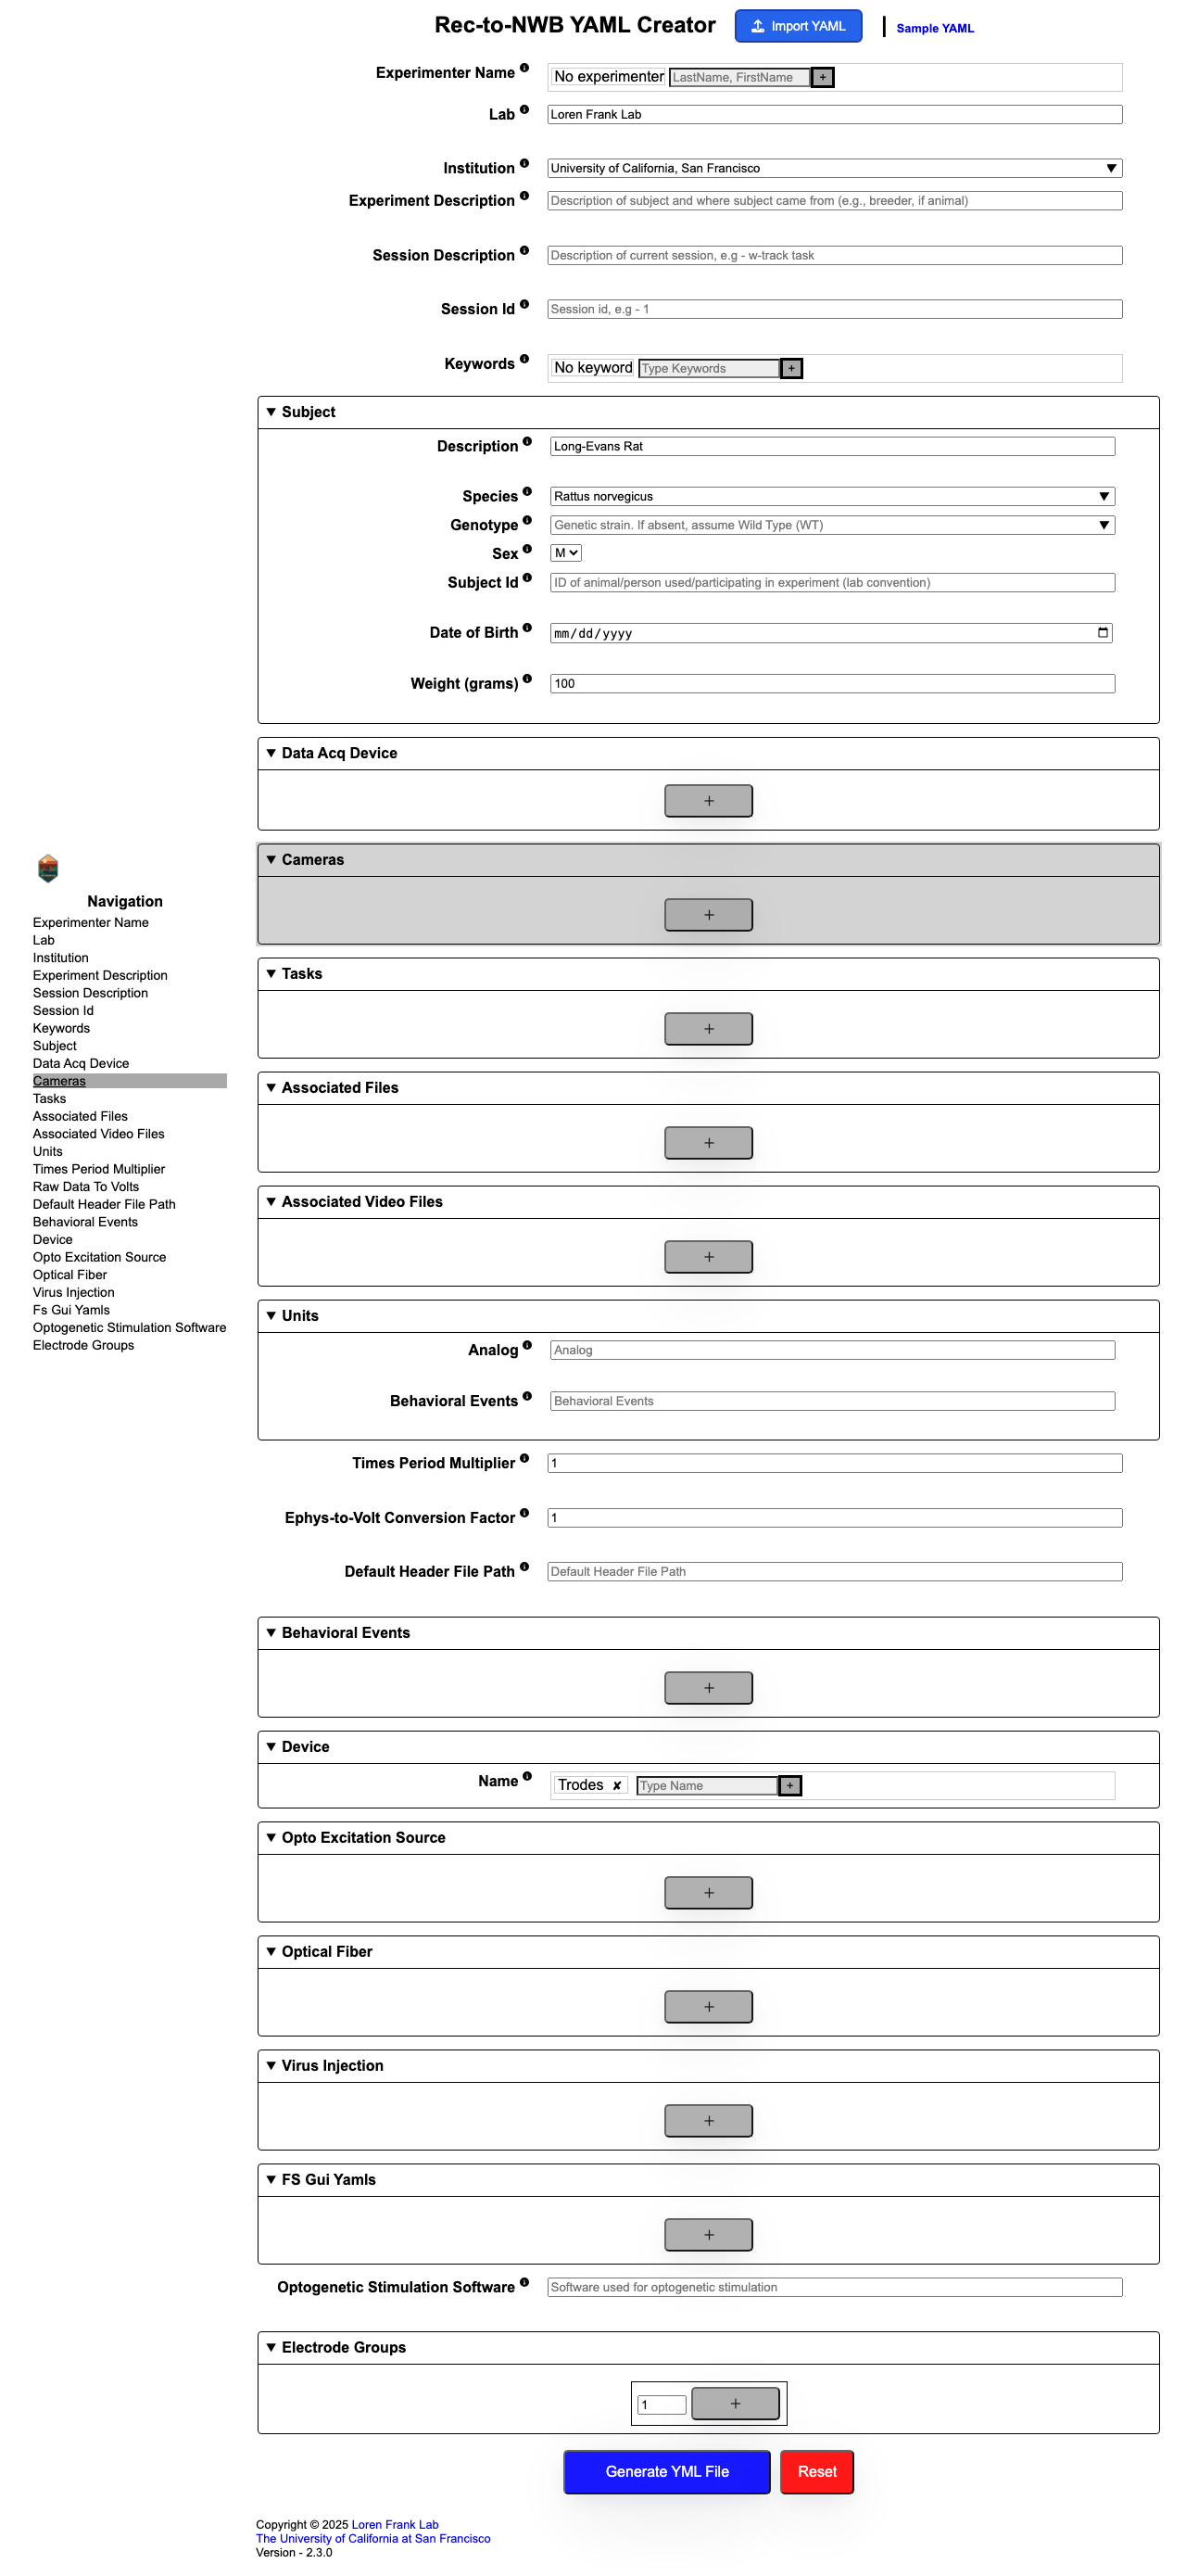 Rec-to-NWB YAML Creator
Import YAML
Sample YAML
Experimenter Name
No experimenter
LastName, FirstName
+
Lab
Loren Frank Lab
Institution
University of California, San Francisco
Experiment Description
Description of subject and where subject came from (e.g., breeder, if animal)
Session Description
Description of current session, e.g - w-track task
Session Id
Session id, e.g - 1
Keywords
No keyword
Type Keywords
+
Subject
Description
Long-Evans Rat
Species
Rattus norvegicus
Genotype
Genetic strain. If absent, assume Wild Type (WT)
Sex
M
Subject Id
ID of animal/person used/participating in experiment (lab convention)
Date of Birth
mm/dd/yyyy
Weight (grams)
100
Data Acq Device
+
Cameras
+
Tasks
+
Associated Files
+
Associated Video Files
+
Units
Analog
Analog
Behavioral Events
Behavioral Events
Times Period Multiplier
1
Ephys-to-Volt Conversion Factor
1
Default Header File Path
Default Header File Path
Behavioral Events
+
Device
Name
Trodes ✘
Type Name
+
Opto Excitation Source
+
Optical Fiber
+
Virus Injection
+
FS Gui Yamls
+
Optogenetic Stimulation Software
Software used for optogenetic stimulation
Electrode Groups
1
+
Generate YML File
Reset
Navigation
Experimenter Name
Lab
Institution
Experiment Description
Session Description
Session Id
Keywords
Subject
Data Acq Device
Cameras
Tasks
Associated Files
Associated Video Files
Units
Times Period Multiplier
Raw Data To Volts
Default Header File Path
Behavioral Events
Device
Opto Excitation Source
Optical Fiber
Virus Injection
Fs Gui Yamls
Optogenetic Stimulation Software
Electrode Groups
Copyright © 2025 Loren Frank Lab
The University of California at San Francisco
Version - 2.3.0